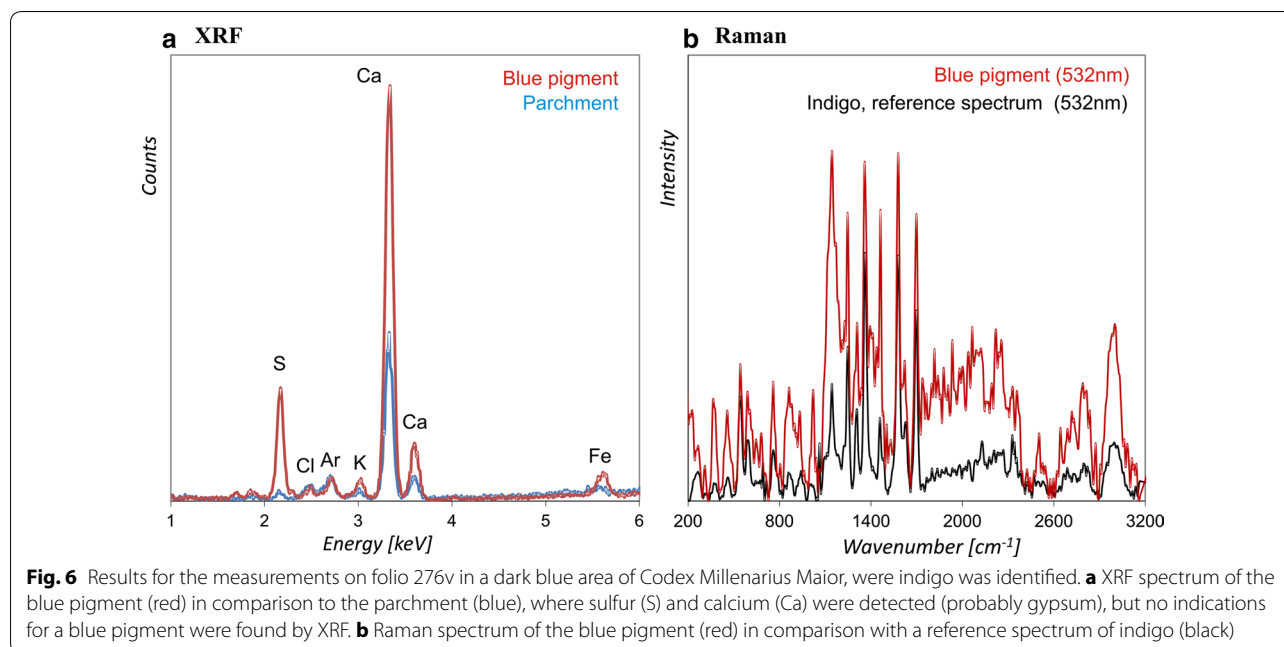 a XRF
Blue pigment
Parchment
Counts
S
Cl
Ar
K
Ca
Ca
Fe
1 2 3 4 5 6
Energy [keV]
b Raman
Blue pigment (532nm)
Indigo, reference spectrum (532nm)
Intensity
200 800 1400 2000 2600 3200
Wavenumber [cm-1]
Fig. 6 Results for the measurements on folio 276v in a dark blue area of Codex Millenarius Maior, were indigo was identified. a XRF spectrum of the
blue pigment (red) in comparison to the parchment (blue), where sulfur (S) and calcium (Ca) were detected (probably gypsum), but no indications
for a blue pigment were found by XRF. b Raman spectrum of the blue pigment (red) in comparison with a reference spectrum of indigo (black)